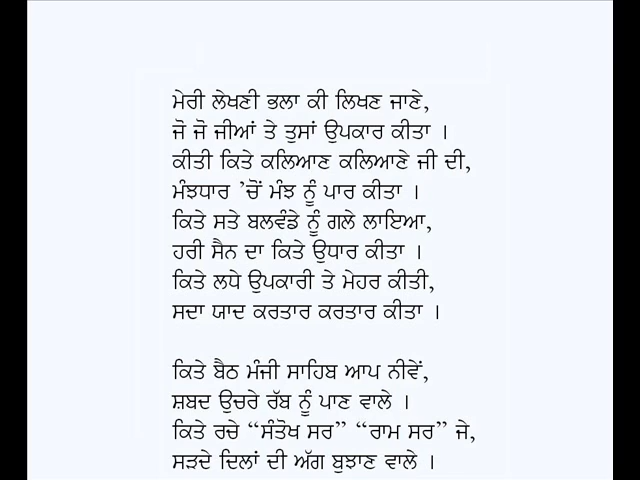 ਮੇਰੀ ਲੇਖਣੀ ਭਲਾ ਕੀ ਲਿਖਣ ਜਾਣੇ,
ਜੋ ਜੋ ਜੀਆਂ ਤੇ ਤੁਸਾਂ ਉਪਕਾਰ ਕੀਤਾ ।
ਕੀਤੀ ਕਿਤੇ ਕਲਿਆਣ ਕਲਿਆਣੇ ਜੀ ਦੀ,
ਮੰਝਧਾਰ ’ਚੋਂ ਮੰਝ ਨੂੰ ਪਾਰ ਕੀਤਾ ।
ਕਿਤੇ ਸਤੇ ਬਲਵੰਡੇ ਨੂੰ ਗਲੇ ਲਾਇਆ,
ਹਰੀ ਸੈਨ ਦਾ ਕਿਤੇ ਉਧਾਰ ਕੀਤਾ ।
ਕਿਤੇ ਲਧੇ ਉਪਕਾਰੀ ਤੇ ਮੇਹਰ ਕੀਤੀ,
ਸਦਾ ਯਾਦ ਕਰਤਾਰ ਕਰਤਾਰ ਕੀਤਾ ।
ਕਿਤੇ ਬੈਠ ਮੰਜੀ ਸਾਹਿਬ ਆਪ ਨੀਵੇਂ,
ਸ਼ਬਦ ਉਚਰੇ ਰੱਬ ਨੂੰ ਪਾਣ ਵਾਲੇ ।
ਕਿਤੇ ਰਚੇ “ਸੰਤੋਖ ਸਰ” “ਰਾਮ ਸਰ” ਜੇ,
ਸੜਦੇ ਦਿਲਾਂ ਦੀ ਅੱਗ ਬੁਝਾਣ ਵਾਲੇ ।